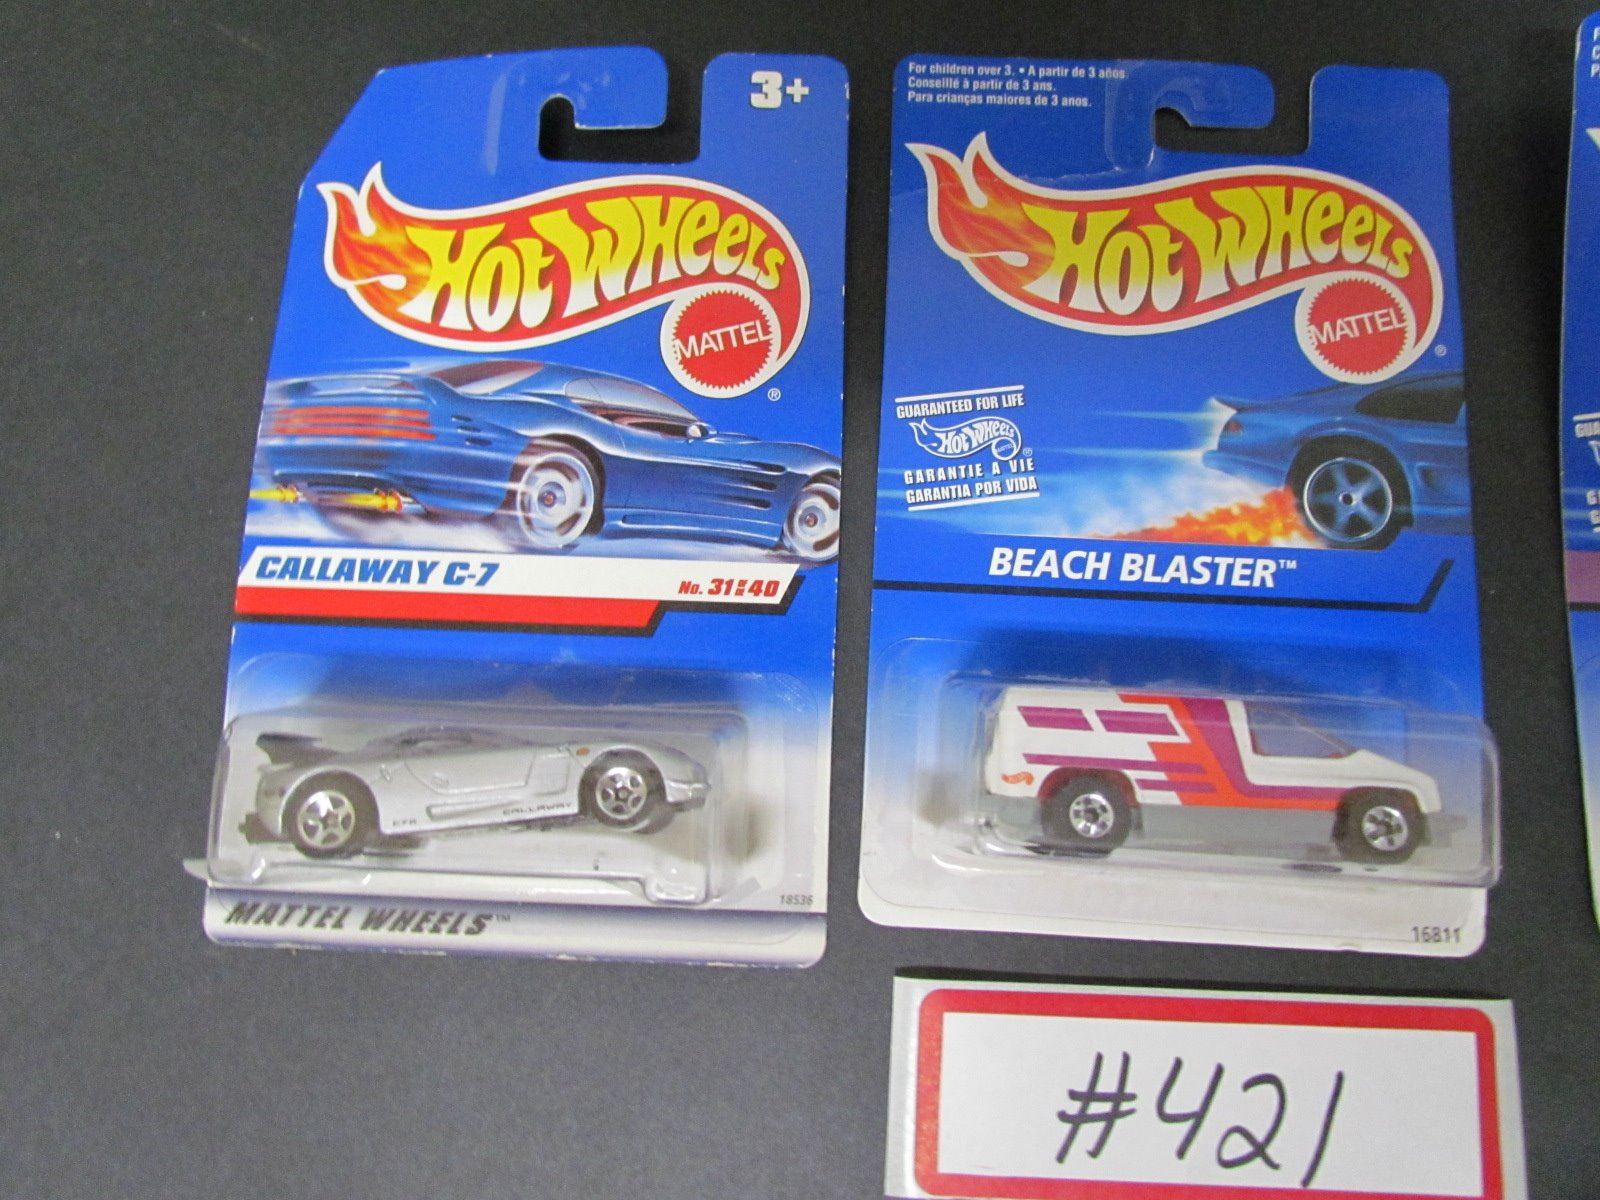 3+
HOT WHEELS
MATTEL
®
CALLAWAY C-7
No. 31 OF 40
CALLAWAY
18536
MATTEL WHEELS™
For children over 3. • A partir de 3 años.
Conseillé à partir de 3 ans.
Para crianças maiores de 3 anos.
HOT WHEELS
MATTEL
®
GUARANTEED FOR LIFE
HOT WHEELS
®
GARANTIE A VIE
GARANTIA POR VIDA
BEACH BLASTER™
16811
#421